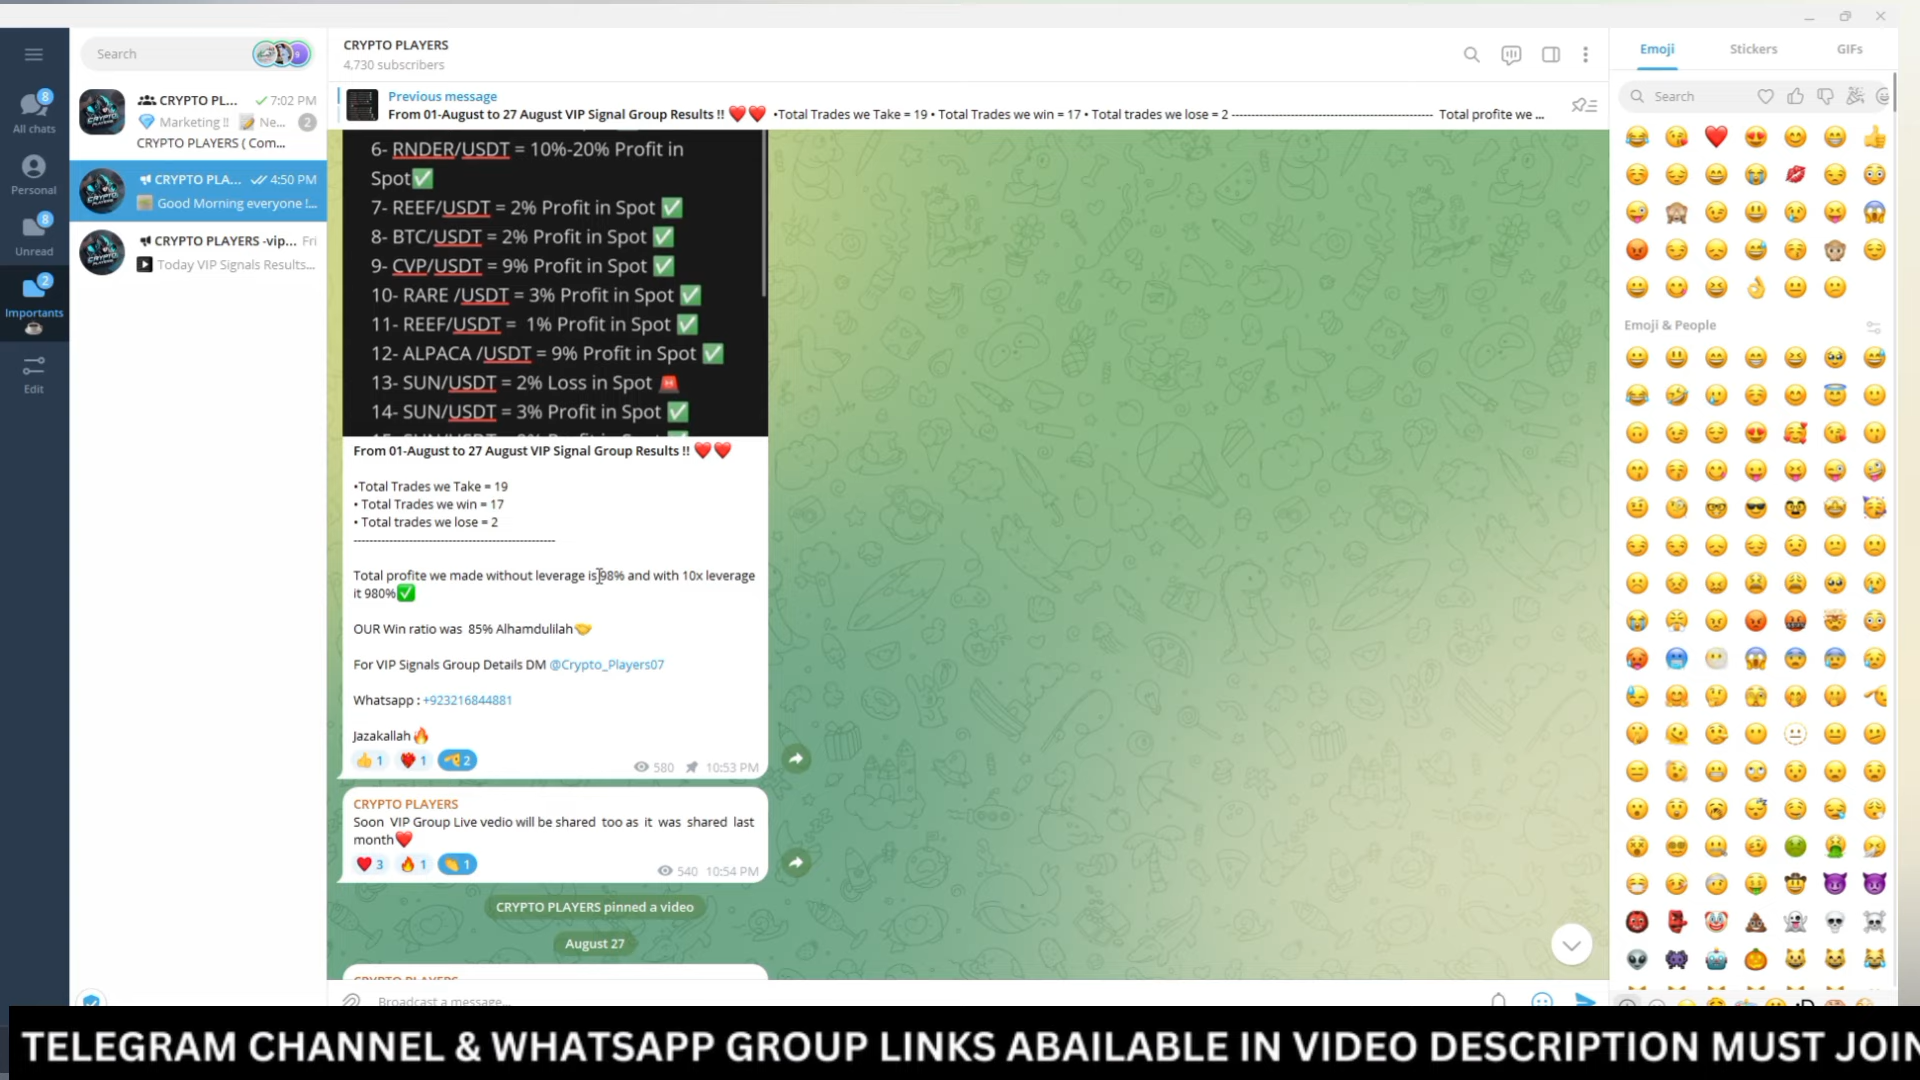 Search
CRYPTO PLAYERS
4,730 subscribers
Emoji
Stickers
GIFs
Previous message
From 01-August to 27 August VIP Signal Group Results !! ❤️❤️ •Total Trades we Take = 19 • Total Trades we win = 17 • Total trades we lose = 2 -------------------------------------------------- Total profite we ...
Search
8
All chats
Personal
8
Unread
2
Importants
Edit
9
CRYPTO PL... 7:02 PM
💎 Marketing !! 📝 Ne... 2
CRYPTO PLAYERS ( Com...
CRYPTO PLA... 4:50 PM
Good Morning everyone !...
CRYPTO PLAYERS -vip... Fri
Today VIP Signals Results...
6- RNDER/USDT = 10%-20% Profit in
Spot✅
7- REEF/USDT = 2% Profit in Spot ✅
8- BTC/USDT = 2% Profit in Spot ✅
9- CVP/USDT = 9% Profit in Spot ✅
10- RARE /USDT = 3% Profit in Spot ✅
11- REEF/USDT =  1% Profit in Spot ✅
12- ALPACA /USDT = 9% Profit in Spot ✅
13- SUN/USDT = 2% Loss in Spot 🚨
14- SUN/USDT = 3% Profit in Spot ✅
From 01-August to 27 August VIP Signal Group Results !! ❤️❤️
•Total Trades we Take = 19
• Total Trades we win = 17
• Total trades we lose = 2
--------------------------------------------------
Total profite we made without leverage is 98% and with 10x leverage
it 980%✅
OUR Win ratio was  85% Alhamdulilah🤝
For VIP Signals Group Details DM @Crypto_Players07
Whatsapp : +923216844881
Jazakallah 🔥
👍 1 ❤️‍🔥 1 2 580 10:53 PM
CRYPTO PLAYERS
Soon VIP Group Live vedio will be shared too as it was shared last
month❤️
❤️ 3 🔥 1 👏 1 540 10:54 PM
CRYPTO PLAYERS pinned a video
August 27
Emoji & People
Broadcast a message...
TELEGRAM CHANNEL & WHATSAPP GROUP LINKS ABAILABLE IN VIDEO DESCRIPTION MUST JOIN